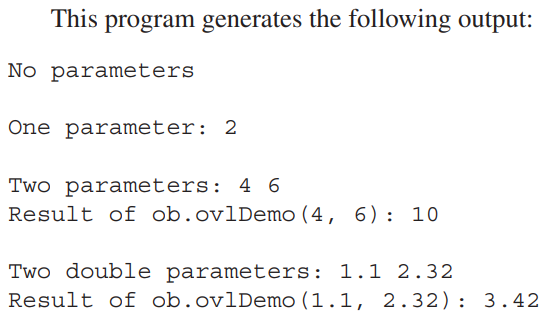 This program generates the following output:
No parameters
One parameter: 2
Two parameters: 4 6
Result of ob.ovlDemo(4, 6): 10
Two double parameters: 1.1 2.32
Result of ob.ovlDemo(1.1, 2.32): 3.42